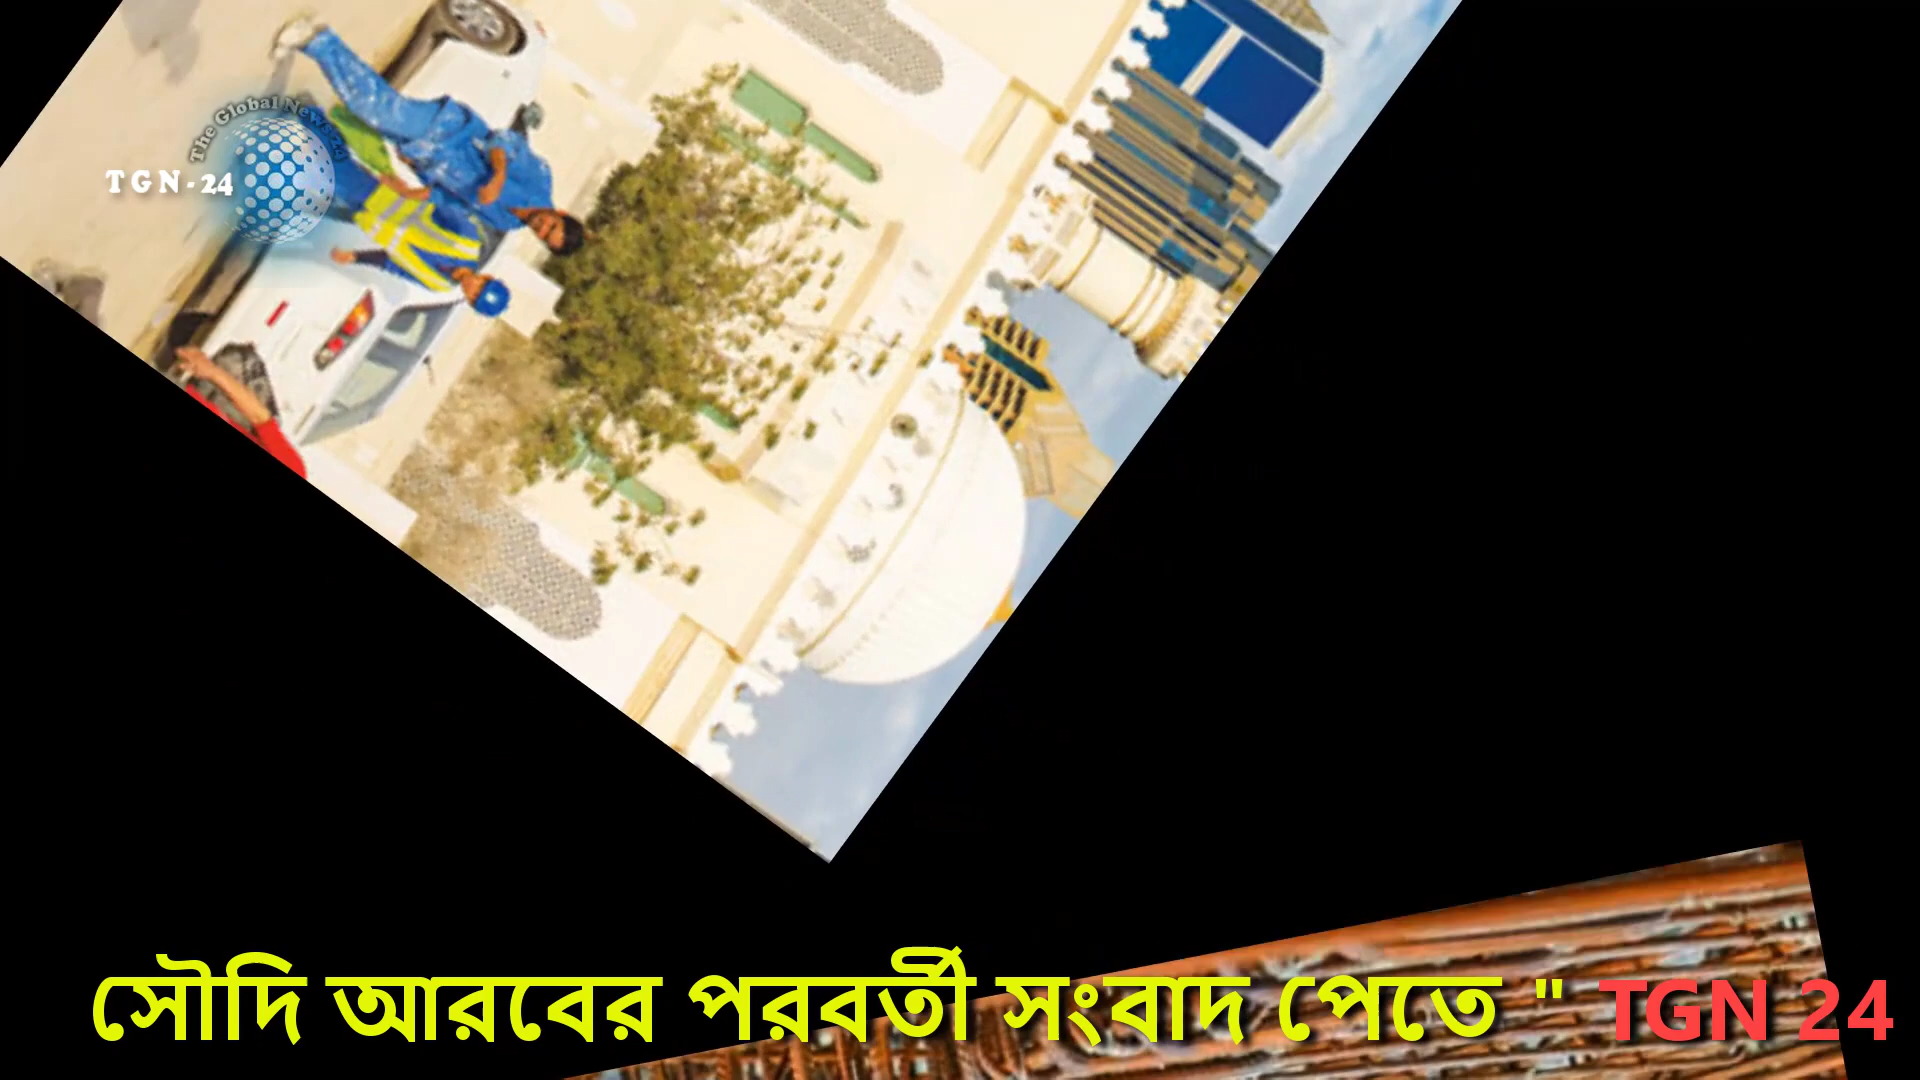 The Global News-24
TGN-24
সৌদি আরবের পরবর্তী সংবাদ পেতে " TGN 24